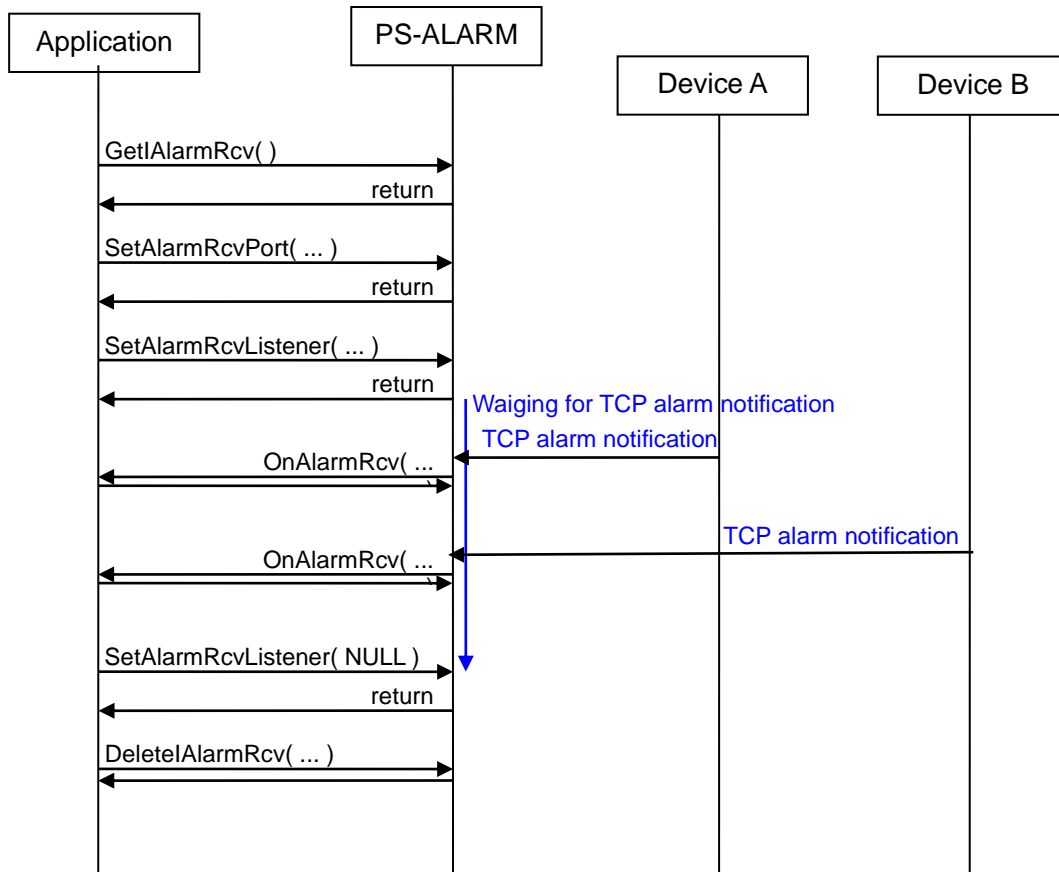 Application
PS-ALARM
Device A
Device B
GetIAlarmRcv( )
return
SetAlarmRcvPort( ... )
return
SetAlarmRcvListener( ... )
return
Waiging for TCP alarm notification
TCP alarm notification
OnAlarmRcv( ...
TCP alarm notification
OnAlarmRcv( ...
SetAlarmRcvListener( NULL )
return
DeleteIAlarmRcv( ... )